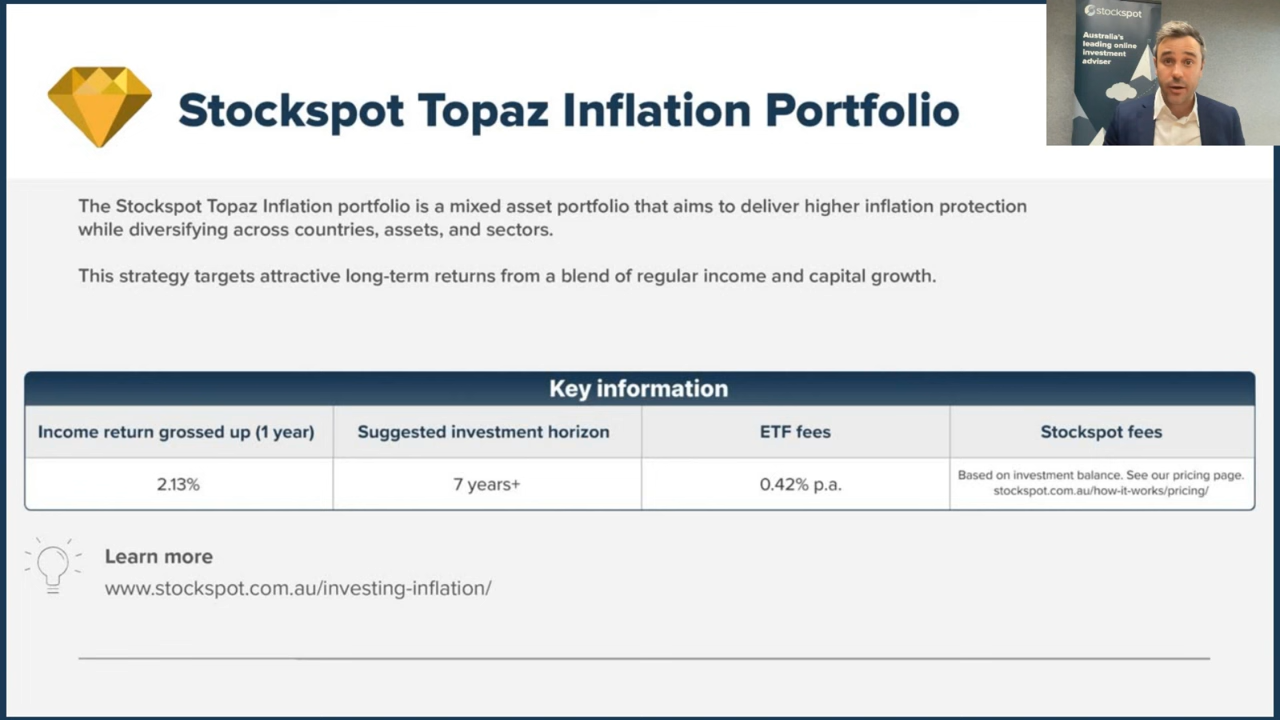 stockspot
Australia's
leading online
investment
adviser
Stockspot Topaz Inflation Portfolio
The Stockspot Topaz Inflation portfolio is a mixed asset portfolio that aims to deliver higher inflation protection
while diversifying across countries, assets, and sectors.
This strategy targets attractive long-term returns from a blend of regular income and capital growth.
Key information
Income return grossed up (1 year)
Suggested investment horizon
ETF fees
Stockspot fees
2.13%
7 years+
0.42% p.a.
Based on investment balance. See our pricing page.
stockspot.com.au/how-it-works/pricing/
Learn more
www.stockspot.com.au/investing-inflation/